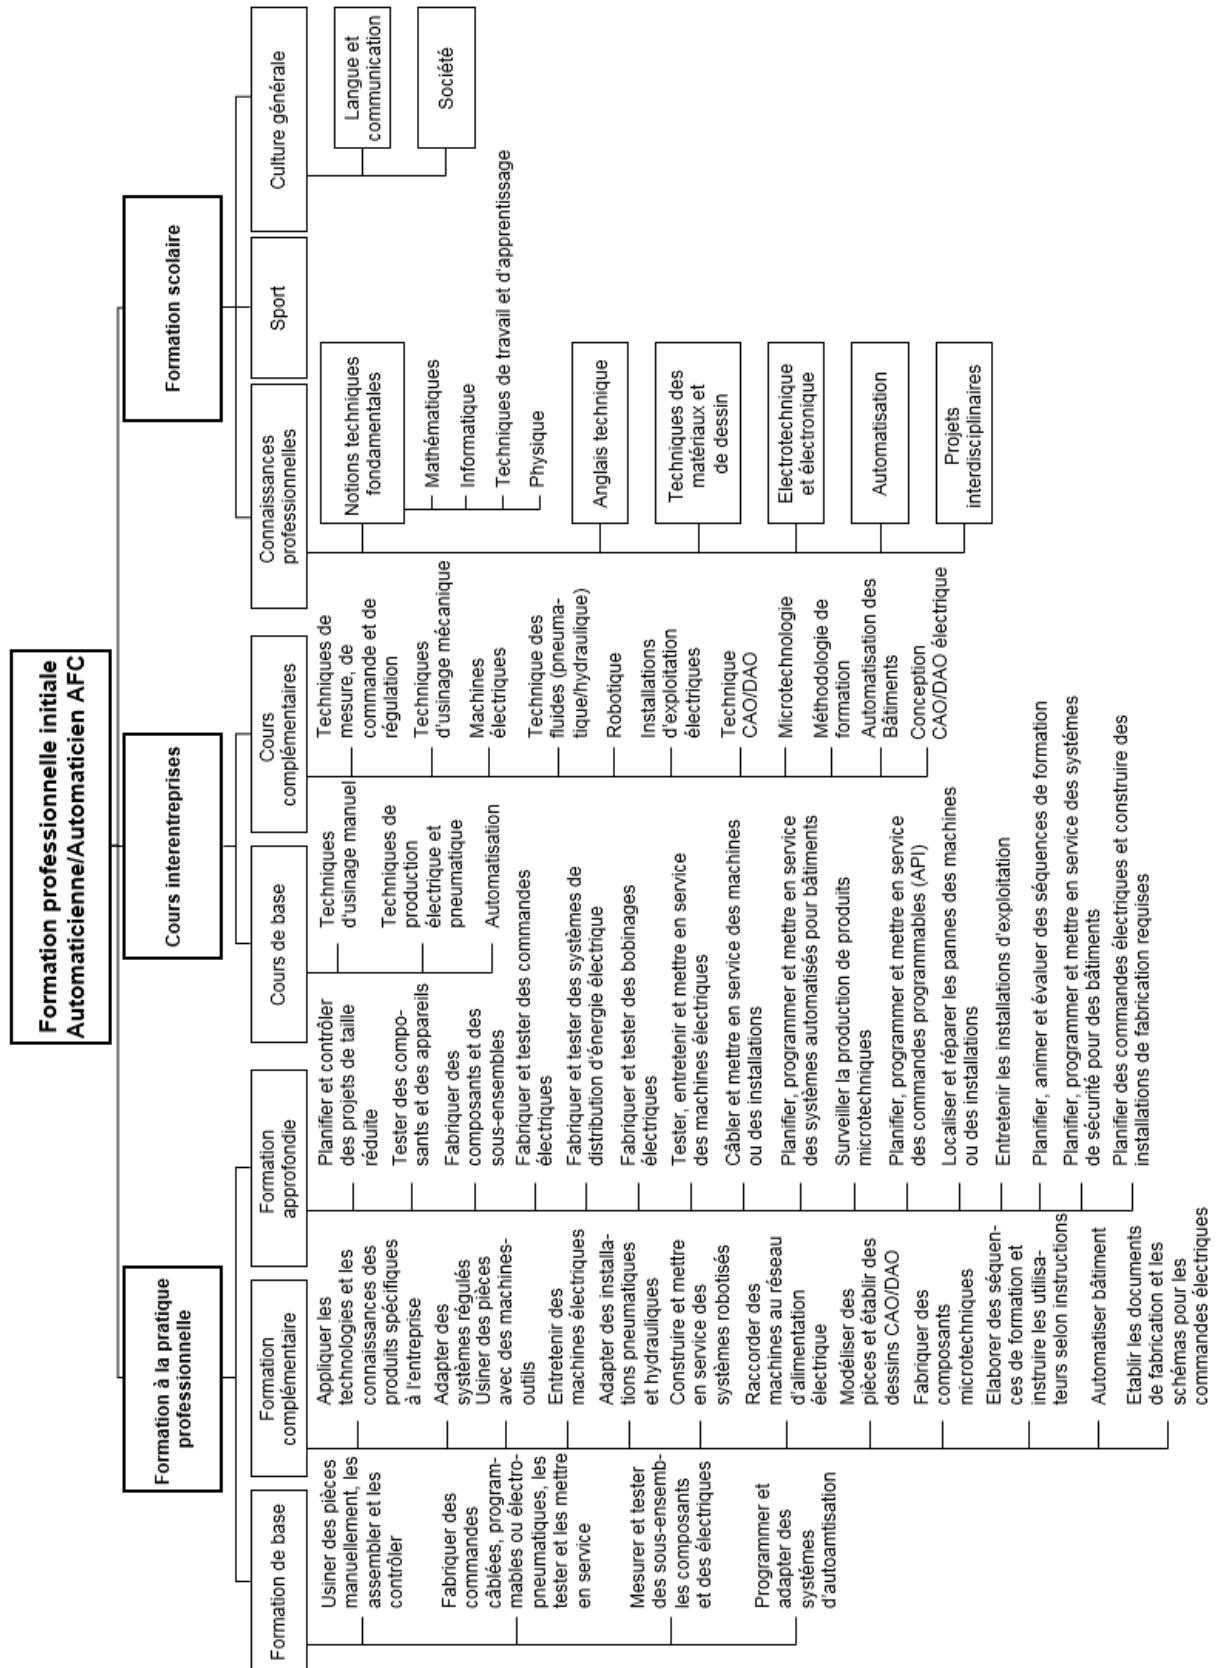 Formation professionnelle initiale
Automaticienne/Automaticien AFC
Formation à la pratique
professionnelle
Formation de base
Usiner des pièces
manuellement, les
assembler et les
contrôler
Fabriquer des
commandes
câblées, program-
mables ou électro-
pneumatiques, les
tester et les mettre
en service
Mesurer et tester
des sous-ensemb-
les composants
et des électriques
Programmer et
adapter des
systèmes
d'autoamtisation
Formation
complémentaire
Appliquer les
technologies et les
connaissances des
produits spécifiques
à l'entreprise
Adapter des
systèmes régulés
Usiner des pièces
avec des machines-
outils
Entretenir des
machines électriques
Adapter des installa-
tions pneumatiques
et hydrauliques
Construire et mettre
en service des
systèmes robotisés
Raccorder des
machines au réseau
d'alimentation
électrique
Modéliser des
pièces et établir des
dessins CAO/DAO
Fabriquer des
composants
microtechniques
Elaborer des séquen-
ces de formation et
instruire les utilisa-
teurs selon instructions
Automatiser bâtiment
Etablir les documents
de fabrication et les
schémas pour les
commandes électriques
Formation
approfondie
Planifier et contrôler
des projets de taille
réduite
Tester des compo-
sants et des appareils
Fabriquer des
composants et des
sous-ensembles
Fabriquer et tester des commandes
électriques
Fabriquer et tester des systèmes de
distribution d'énergie électrique
Fabriquer et tester des bobinages
électriques
Tester, entretenir et mettre en service
des machines électriques
Câbler et mettre en service des machines
ou des installations
Planifier, programmer et mettre en service
des systèmes automatisés pour bâtiments
Surveiller la production de produits
microtechniques
Planifier, programmer et mettre en service
des commandes programmables (API)
Localiser et réparer les pannes des machines
ou des installations
Entretenir les installations d'exploitation
Planifier, animer et évaluer des séquences de formation
Planifier, programmer et mettre en service des systèmes
de sécurité pour des bâtiments
Planifier des commandes électriques et construire des
installations de fabrication requises
Cours interentreprises
Cours de base
Techniques
d'usinage manuel
Techniques de
production
électrique et
pneumatique
Automatisation
Cours
complémentaires
Techniques de
mesure, de
commande et de
régulation
Techniques
d'usinage mécanique
Machines
électriques
Technique des
fluides (pneuma-
tique/hydraulique)
Robotique
Installations
d'exploitation
électriques
Technique
CAO/DAO
Microtechnologie
Méthodologie de
formation
Automatisation des
Bâtiments
Conception
CAO/DAO électrique
Formation scolaire
Connaissances
professionnelles
Notions techniques
fondamentales
Mathématiques
Informatique
Techniques de travail et d'apprentissage
Physique
Anglais technique
Techniques des
matériaux et
de dessin
Electrotechnique
et électronique
Automatisation
Projets
interdisciplinaires
Sport
Culture générale
Langue et
communication
Société